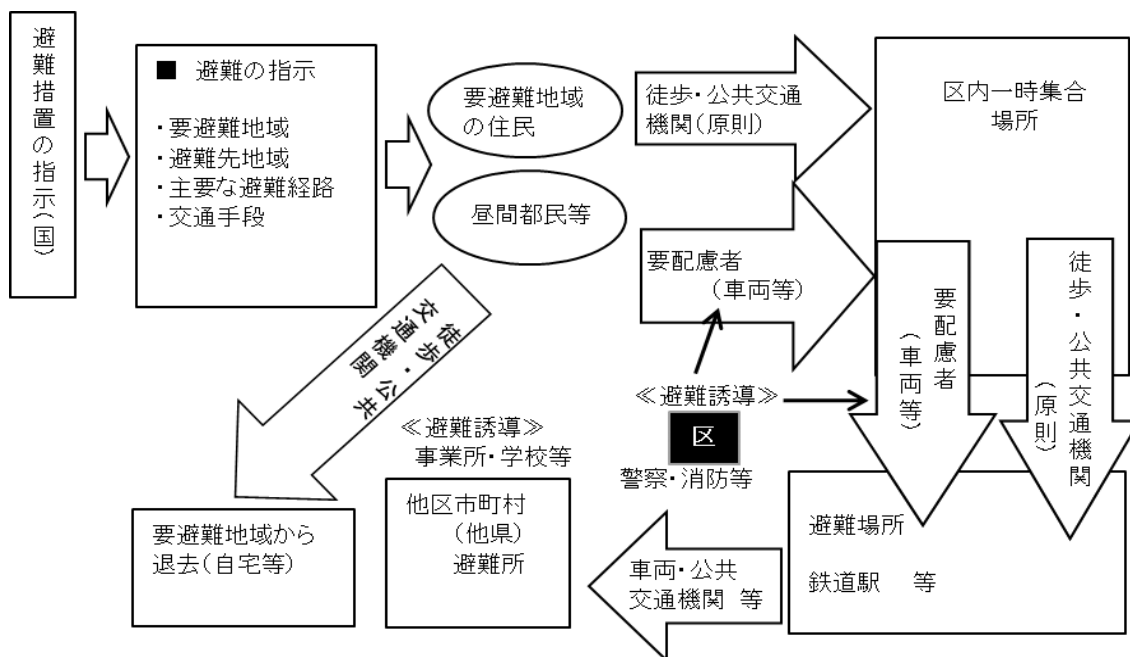 避難措置の指示(国)
■ 避難の指示
・要避難地域
・避難先地域
・主要な避難経路
・交通手段
要避難地域
の住民
昼間都民等
徒歩・公共交通
機関(原則)
要配慮者
(車両等)
区内一時集合
場所
要配慮者
(車両等)
徒歩・公共交通機関
(原則)
徒歩・公共
交通機関
≪避難誘導≫
事業所・学校等
≪避難誘導≫
区
警察・消防等
要避難地域から
退去(自宅等)
他区市町村
(他県)
避難所
車両・公共
交通機関 等
避難場所
鉄道駅 等